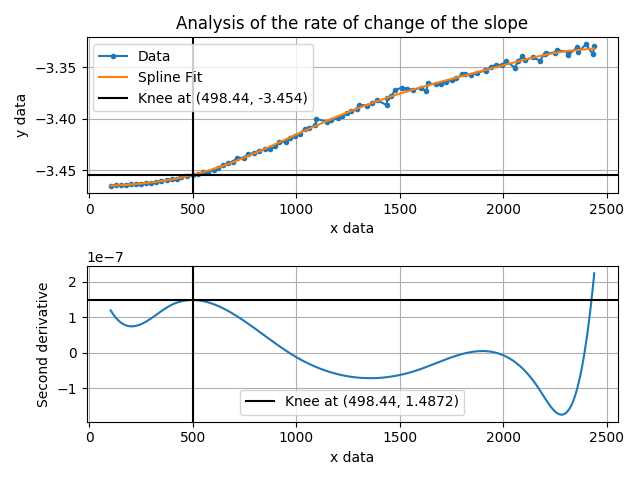 Analysis of the rate of change of the slope
Data
Spline Fit
Knee at (498.44, -3.454)
y data
−3.35
−3.40
−3.45
0 500 1000 1500 2000 2500
x data
1e−7
Second derivative
2
1
0
−1
Knee at (498.44, 1.4872)
0 500 1000 1500 2000 2500
x data